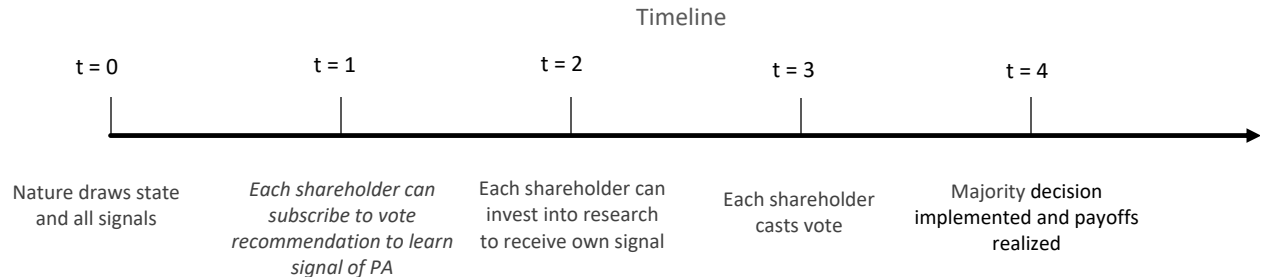 Timeline
t = 0
t = 1
t = 2
t = 3
t = 4
Nature draws state
and all signals
Each shareholder can
subscribe to vote
recommendation to learn
signal of PA
Each shareholder can
invest into research
to receive own signal
Each shareholder
casts vote
Majority decision
implemented and payoffs
realized